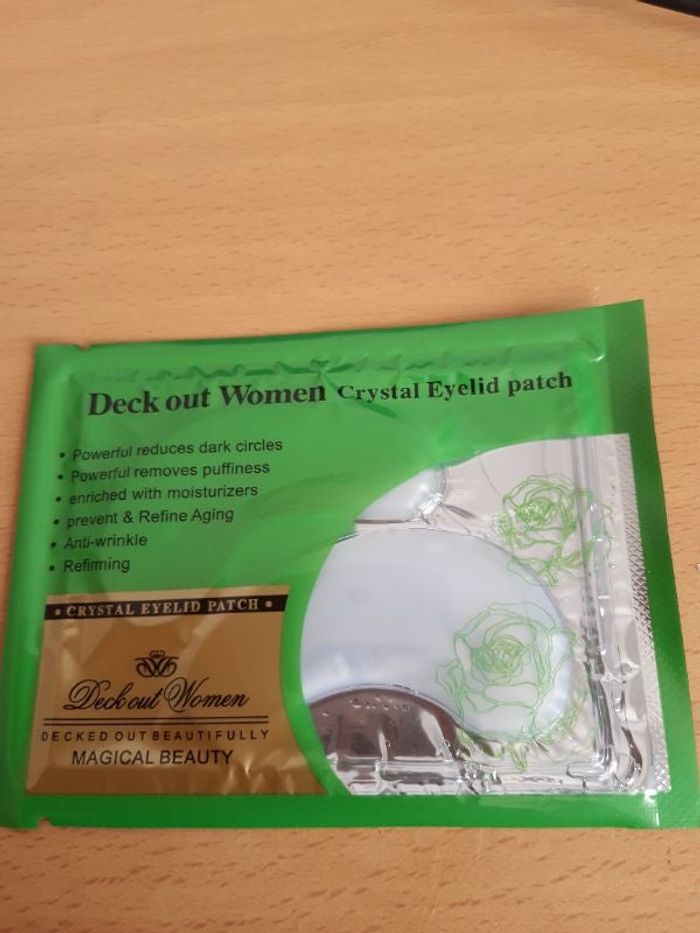 Deck out Women Crystal Eyelid patch
• Powerful reduces dark circles
• Powerful removes puffiness
• enriched with moisturizers
• prevent & Refine Aging
• Anti-wrinkle
• Refirming
• CRYSTAL EYELID PATCH •
Deck out Women
DECKED OUT BEAUTIFULLY
MAGICAL BEAUTY